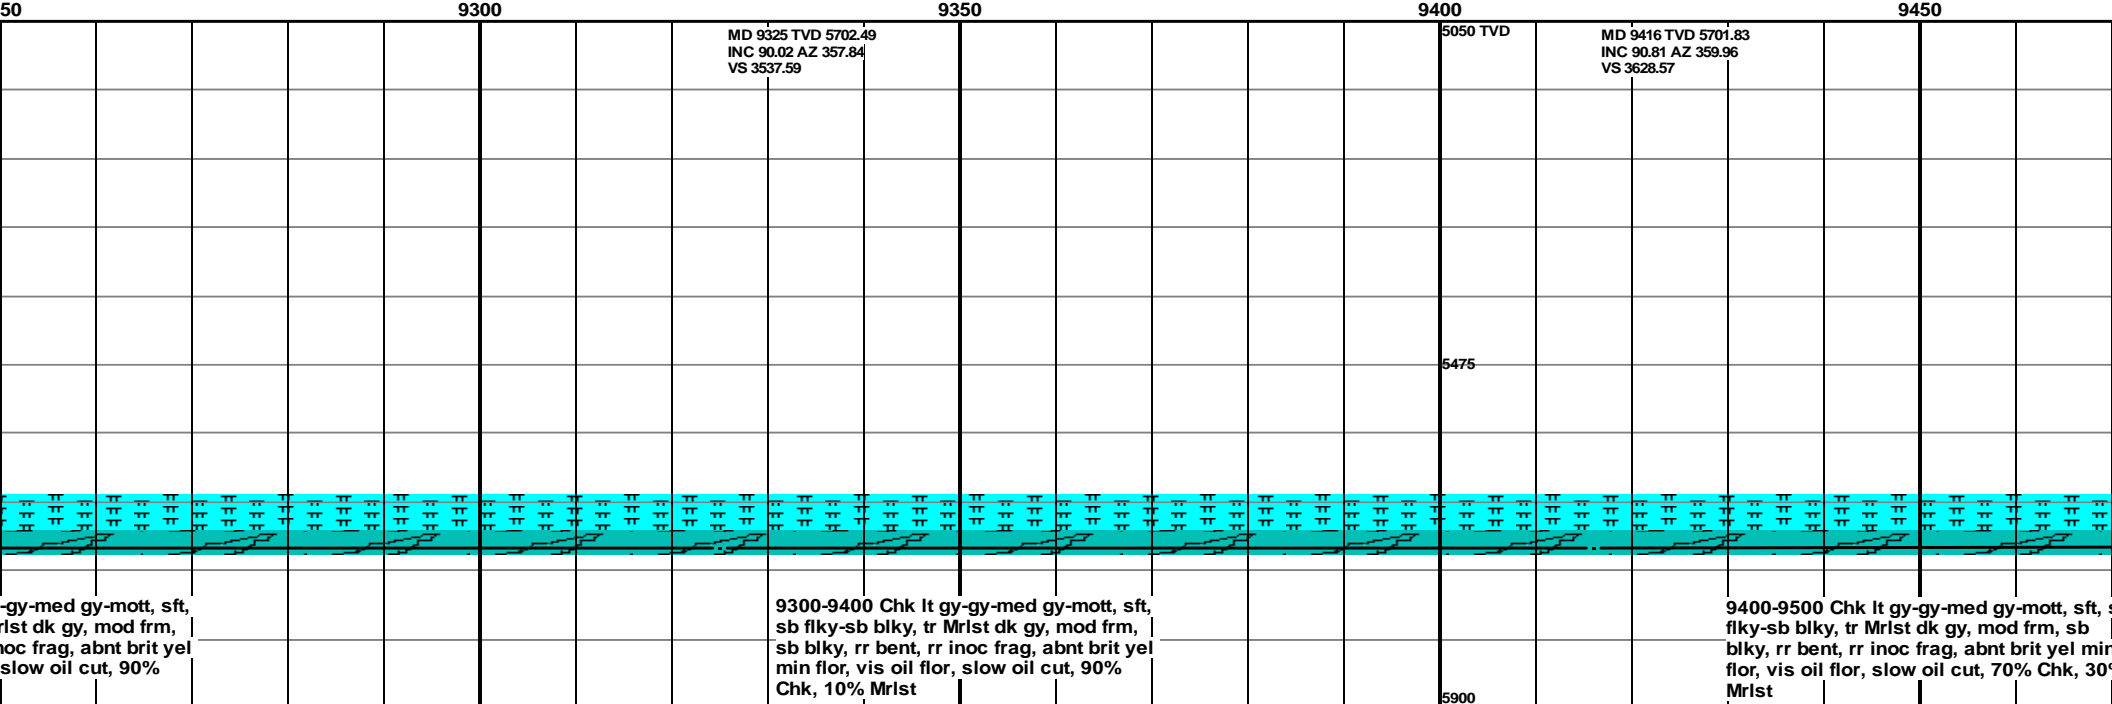 50 9300 9350 9400 9450
MD 9325 TVD 5702.49
INC 90.02 AZ 357.84
VS 3537.59
5050 TVD
MD 9416 TVD 5701.83
INC 90.81 AZ 359.96
VS 3628.57
5475
-gy-med gy-mott, sft,
dk gy, mod frm,
frag, abnt brit yel
slow oil cut, 90%
9300-9400 Chk lt gy-gy-med gy-mott, sft,
sb flky-sb blky, tr Mrlst dk gy, mod frm,
sb blky, rr bent, rr inoc frag, abnt brit yel
min flor, vis oil flor, slow oil cut, 90%
Chk, 10% Mrlst
9400-9500 Chk lt gy-gy-med gy-mott, sft,
flky-sb blky, tr Mrlst dk gy, mod frm, sb
blky, rr bent, rr inoc frag, abnt brit yel min
flor, vis oil flor, slow oil cut, 70% Chk, 30%
Mrlst
5900